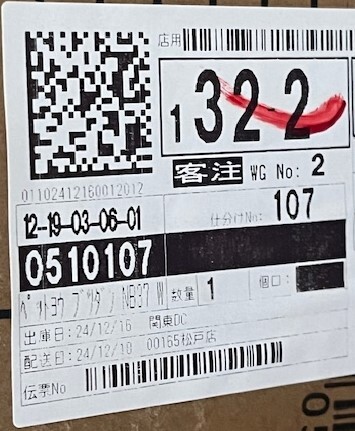 店用
1 32-2
客注 WG No: 2
01102412180012012
12-19-03-06-01 仕分けNo: 107
0510107
ペットヨウ ブツダン NB37 W 数量 1 個口:
出庫日:24/12/16 関東DC
配送日:24/12/18 00165松戸店
伝票No